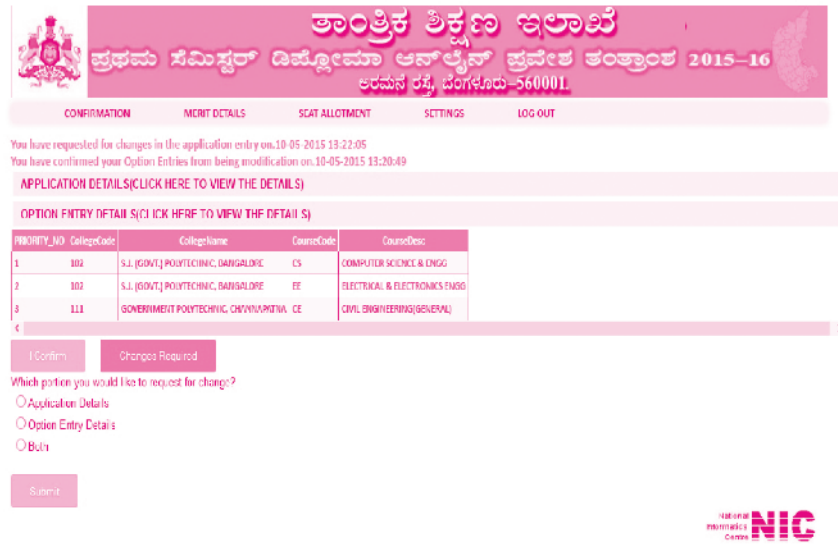 ತಾಂತ್ರಿಕ ಶಿಕ್ಷಣ ಇಲಾಖೆ
ಪ್ರಥಮ ಸೆಮಿಸ್ಟರ್ ಡಿಪ್ಲೋಮಾ ಆನ್‌ಲೈನ್ ಪ್ರವೇಶ ತಂತ್ರಾಂಶ 2015–16
ಅರಮನೆ ರಸ್ತೆ, ಬೆಂಗಳೂರು–560001.
CONFIRMATION MERIT DETAILS SEAT ALLOTMENT SETTINGS LOG OUT
You have requested for changes in the application entry on.10-05-2015 13:22:05
You have confirmed your Option Entries from being modification on.10-05-2015 13:20:49
APPLICATION DETAILS(CLICK HERE TO VIEW THE DETAILS)
OPTION ENTRY DETAILS(CLICK HERE TO VIEW THE DETAILS)
PRIORITY_NO CollegeCode CollegeName CourseCode CourseDesc
1 102 S.J. (GOVT.) POLYTECHNIC, BANGALORE CS COMPUTER SCIENCE & ENGG
2 102 S.J. (GOVT.) POLYTECHNIC, BANGALORE EE ELECTRICAL & ELECTRONICS ENGG
3 111 GOVERNMENT POLYTECHNIC, CHANNAPATNA CE CIVIL ENGINEERING(GENERAL)
I Confirm Changes Required
Which portion you would like to request for change?
Application Details
Option Entry Details
Both
Submit
National
Informatics
Centre
NIC